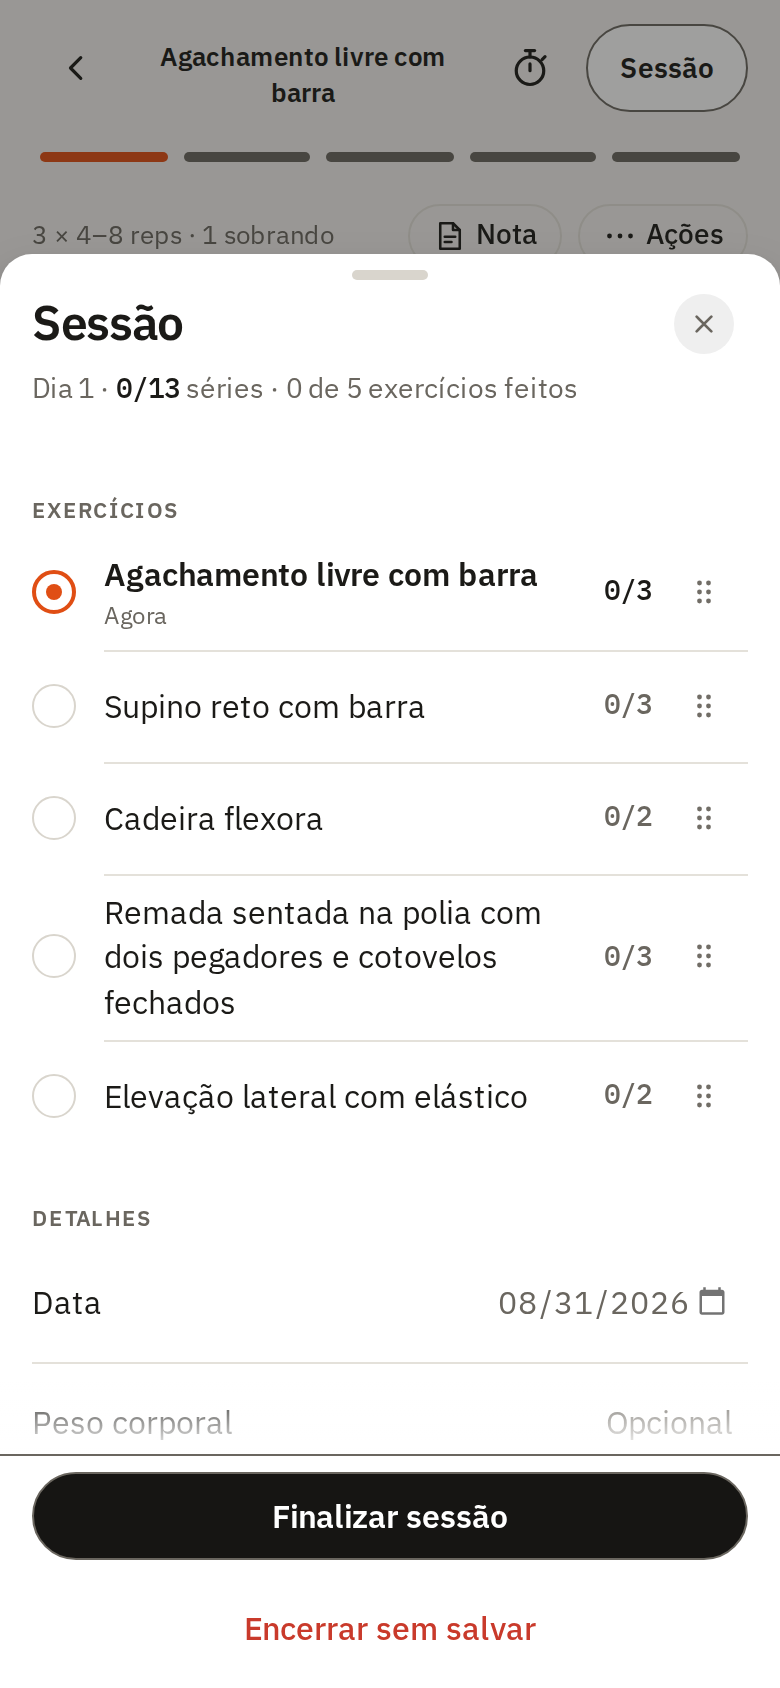 Agachamento livre com
barra
Sessão
3 × 4–8 reps · 1 sobrando
Nota
Ações
Sessão
Dia 1 · 0/13 séries · 0 de 5 exercícios feitos
EXERCÍCIOS
Agachamento livre com barra
Agora
0/3
Supino reto com barra
0/3
Cadeira flexora
0/2
Remada sentada na polia com
dois pegadores e cotovelos
fechados
0/3
Elevação lateral com elástico
0/2
DETALHES
Data
08/31/2026
Peso corporal
Opcional
Finalizar sessão
Encerrar sem salvar